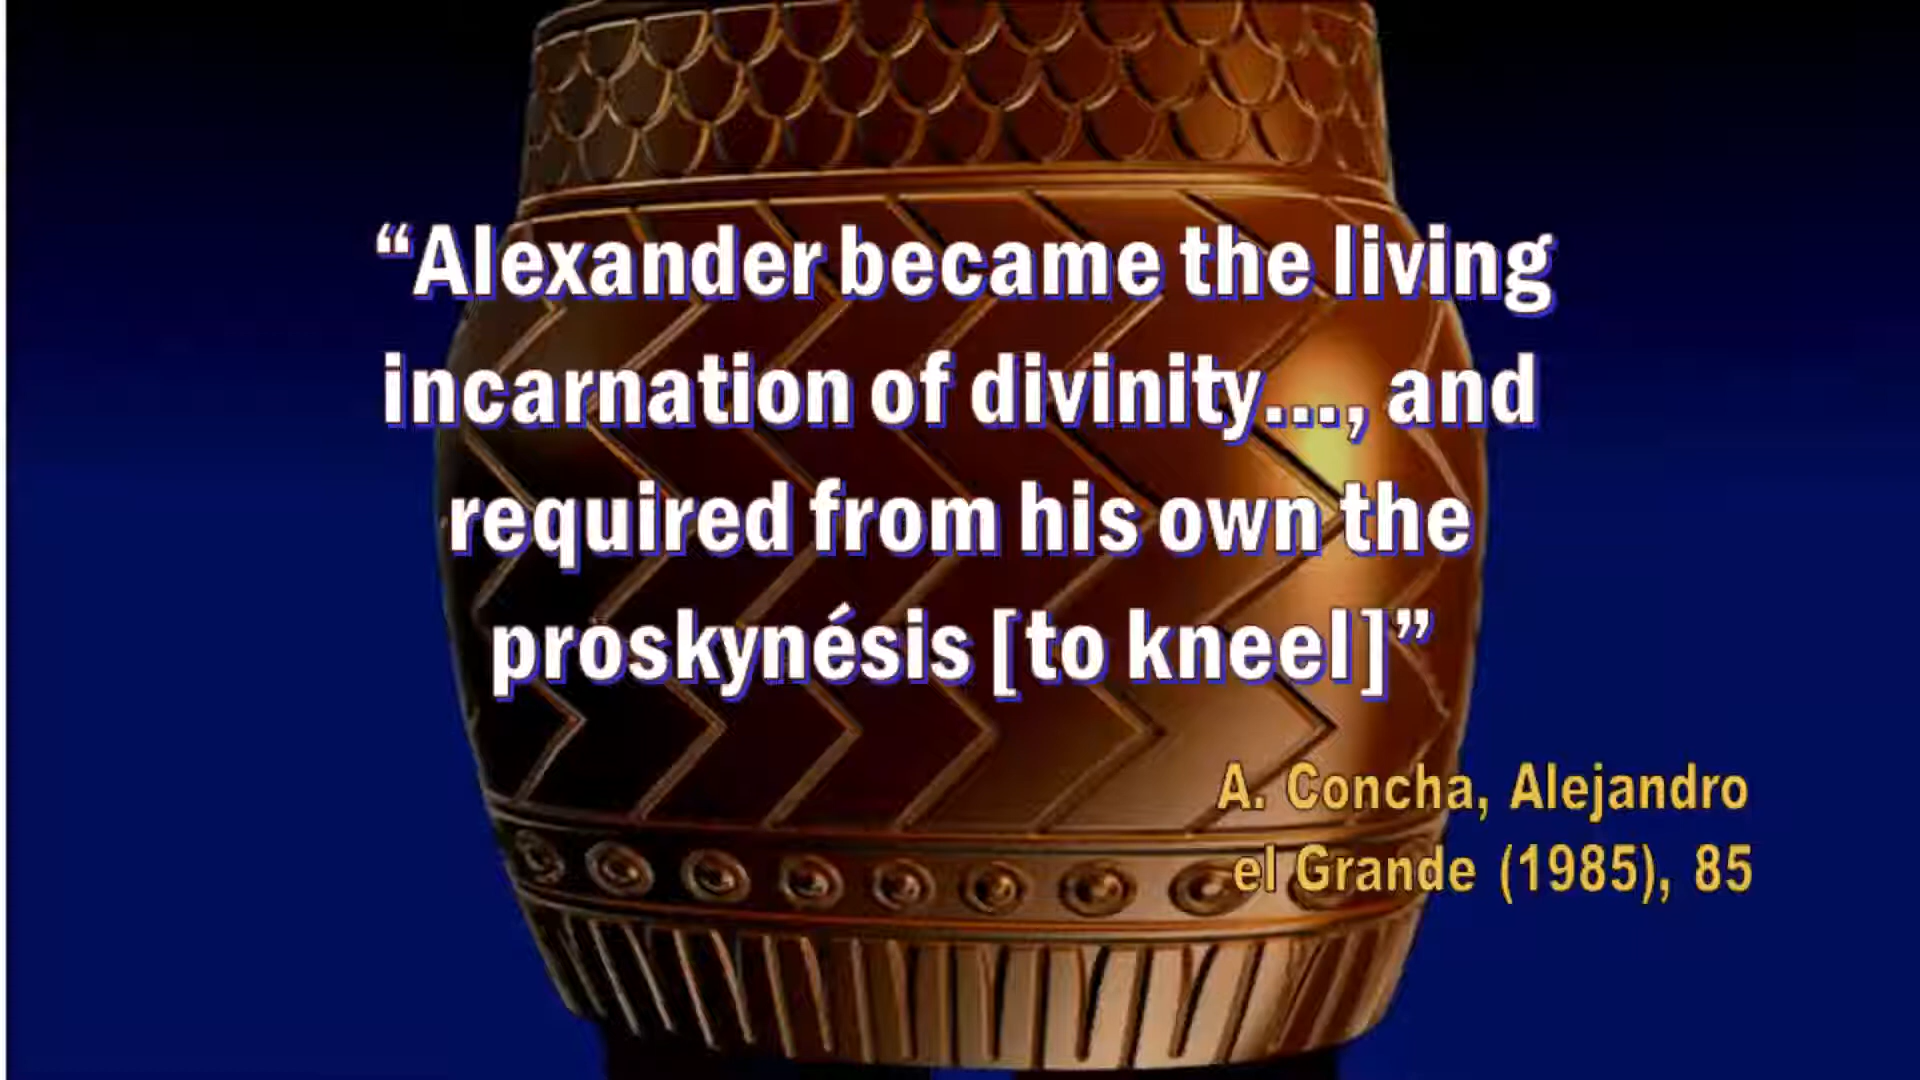 “Alexander became the living
incarnation of divinity..., and
required from his own the
proskynésis [to kneel]”
A. Concha, Alejandro
el Grande (1985), 85